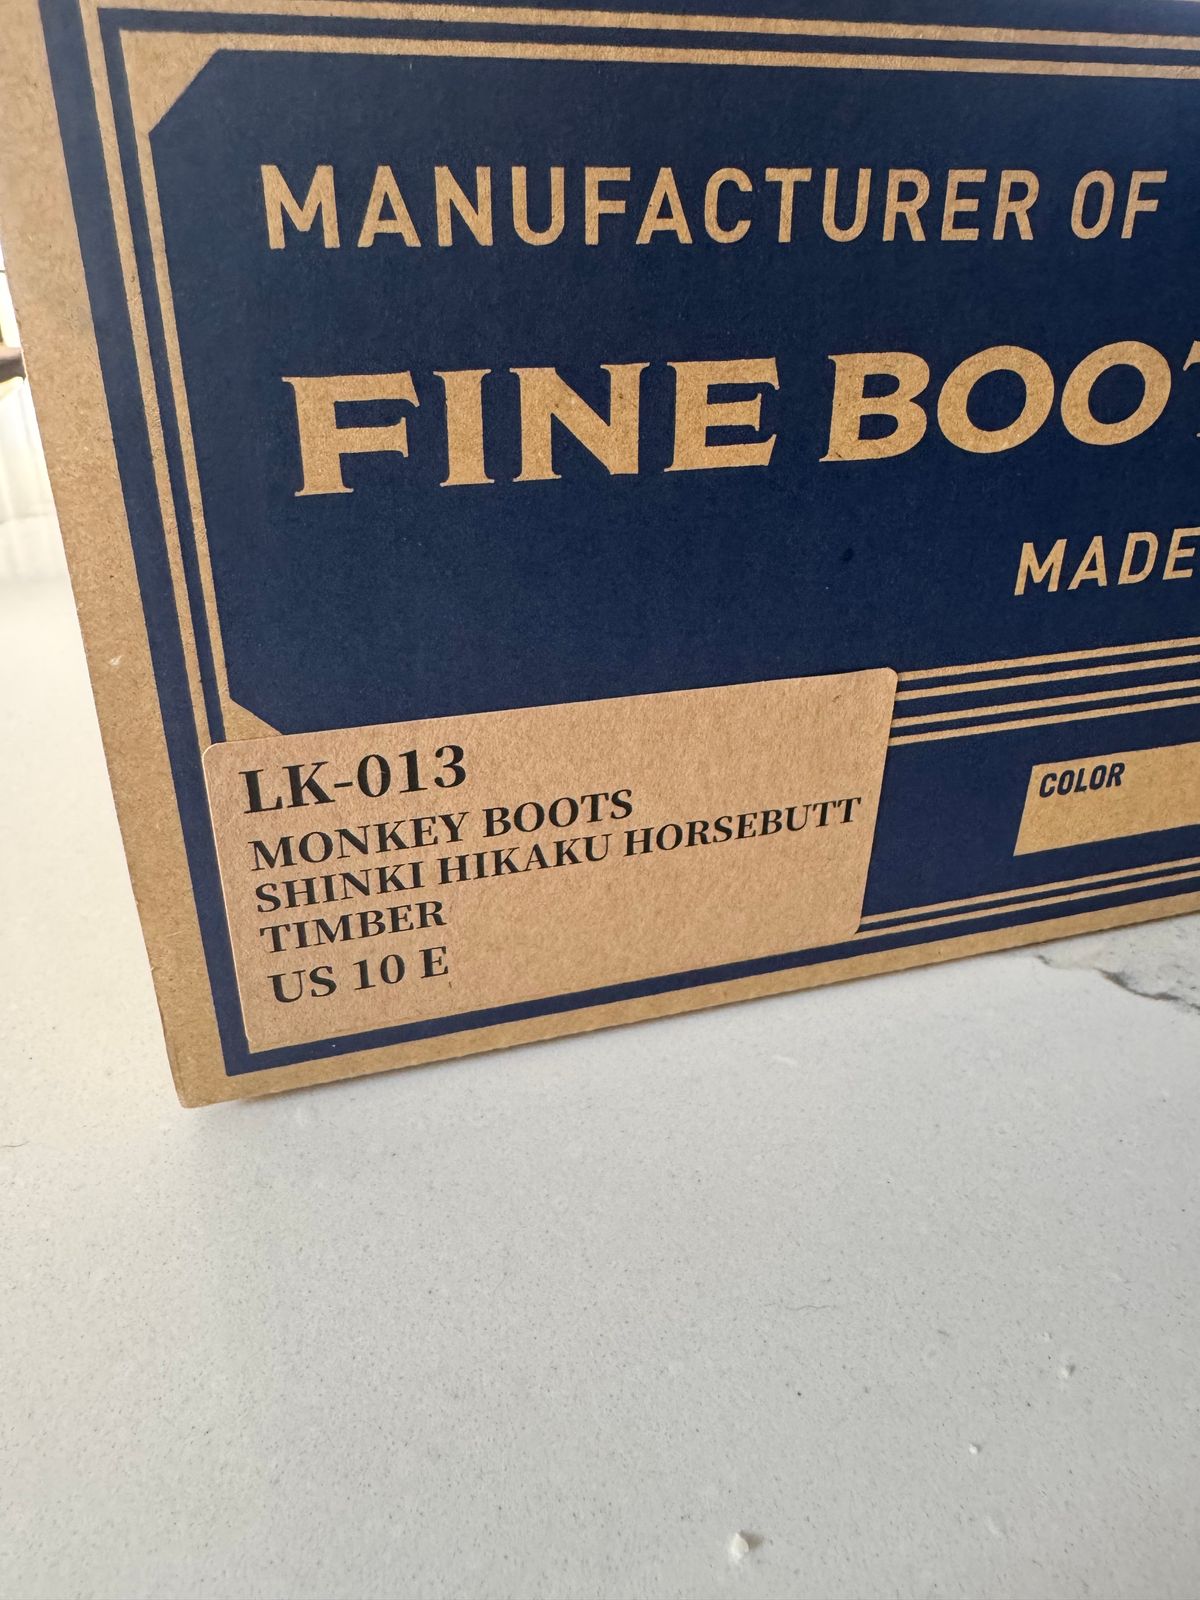 MANUFACTURER OF
FINE BOOT
MADE
LK-013
MONKEY BOOTS
SHINKI HIKAKU HORSEBUTT
TIMBER
US 10 E
COLOR